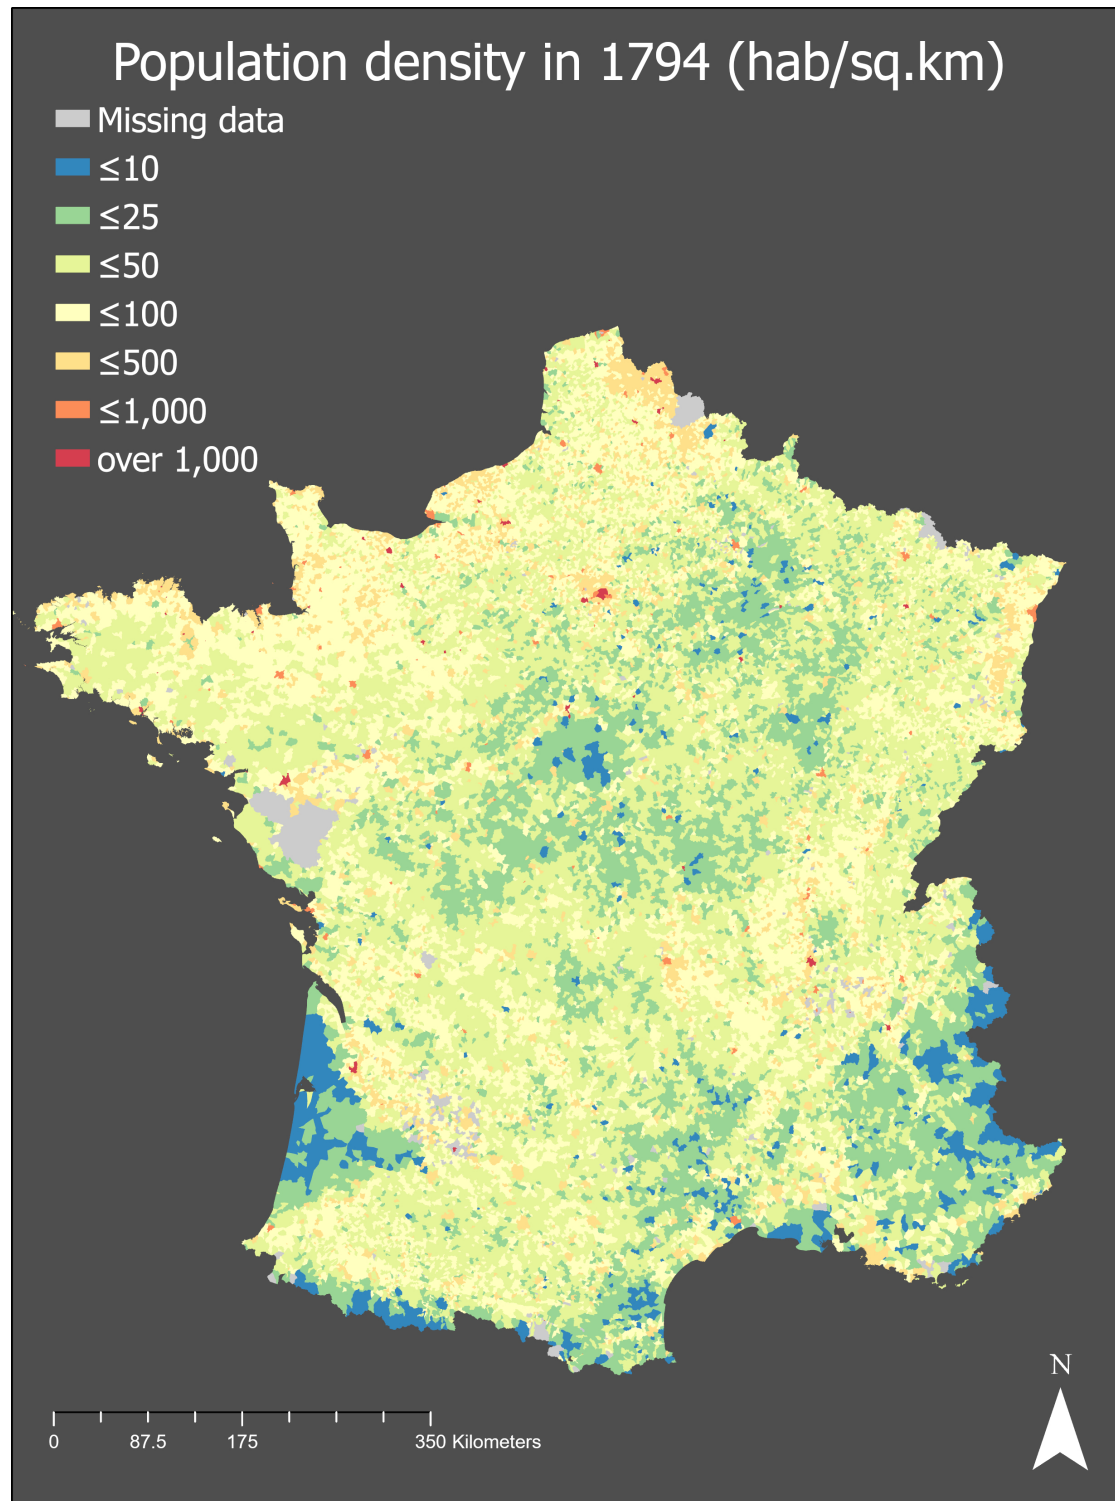 Population density in 1794 (hab/sq.km)
Missing data
≤10
≤25
≤50
≤100
≤500
≤1,000
over 1,000
N
0 87.5 175 350 Kilometers